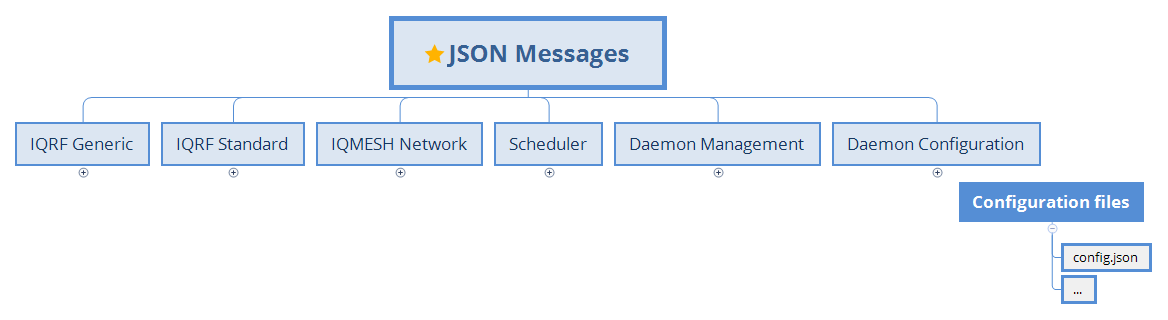 JSON Messages
IQRF Generic
IQRF Standard
IQMESH Network
Scheduler
Daemon Management
Daemon Configuration
Configuration files
config.json
...